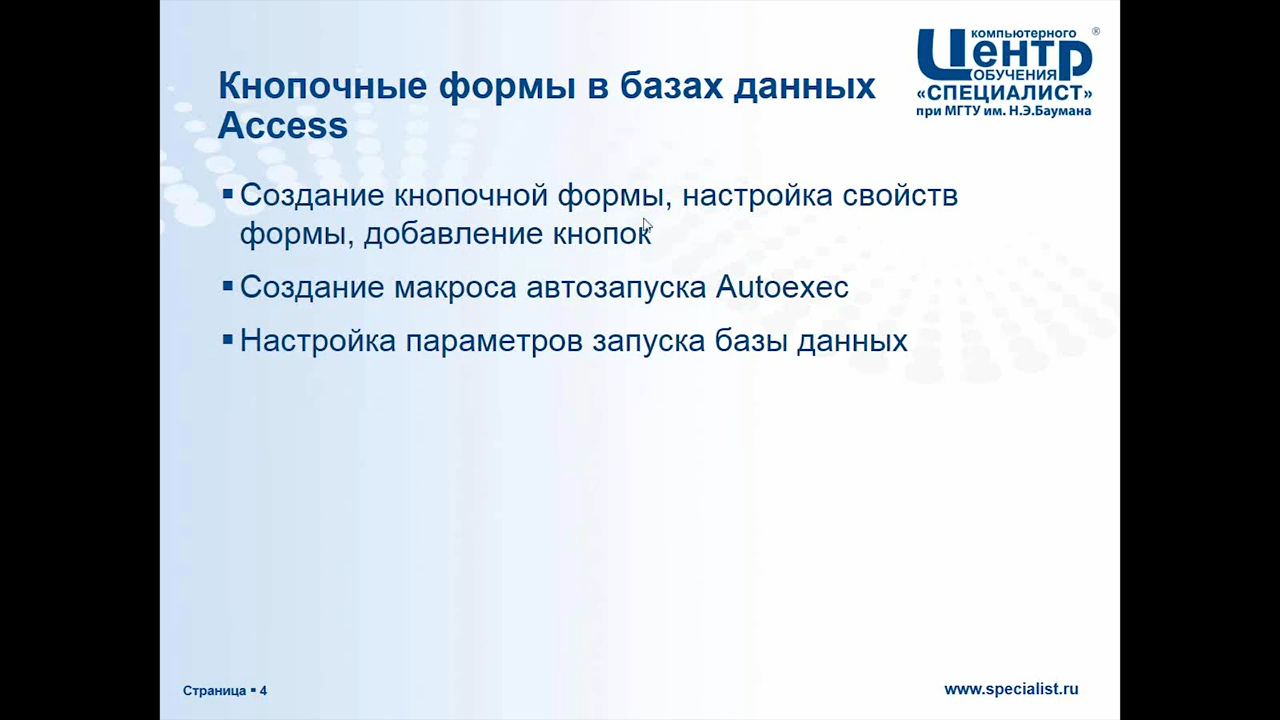 компьютерного
Центр
ОБУЧЕНИЯ
«СПЕЦИАЛИСТ»
при МГТУ им. Н.Э.Баумана
®
Кнопочные формы в базах данных
Access
▪ Создание кнопочной формы, настройка свойств
формы, добавление кнопок
▪ Создание макроса автозапуска Autoexec
▪ Настройка параметров запуска базы данных
Страница ▪ 4
www.specialist.ru